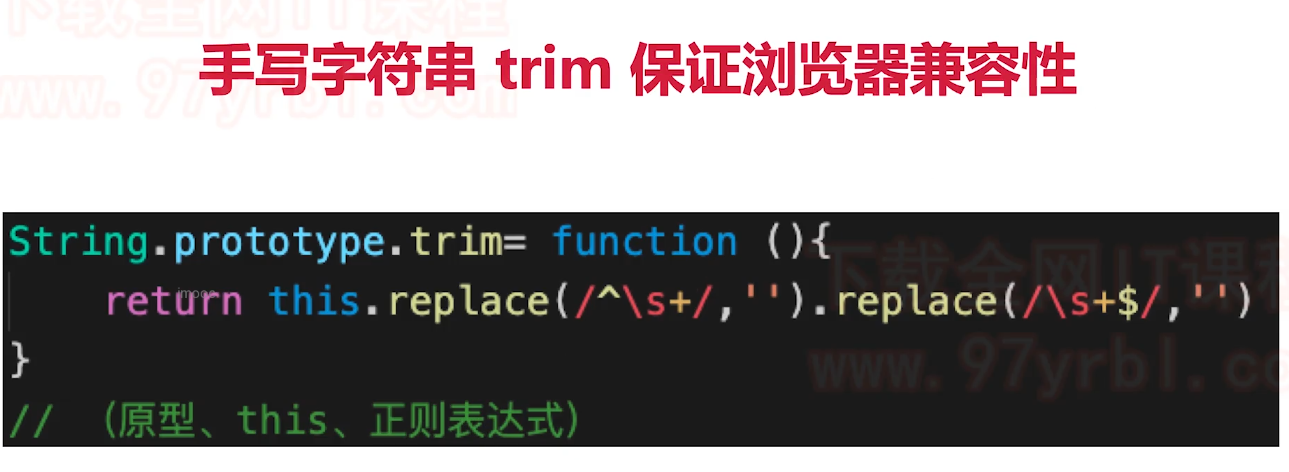 下载全网IT课程
www.97yrbl.com
手写字符串 trim 保证浏览器兼容性
String.prototype.trim= function (){
return this.replace(/^\s+/,'').replace(/\s+$/,'')
imooc
}
// （原型、this、正则表达式）
下载全网IT课程
www.97yrbl.co